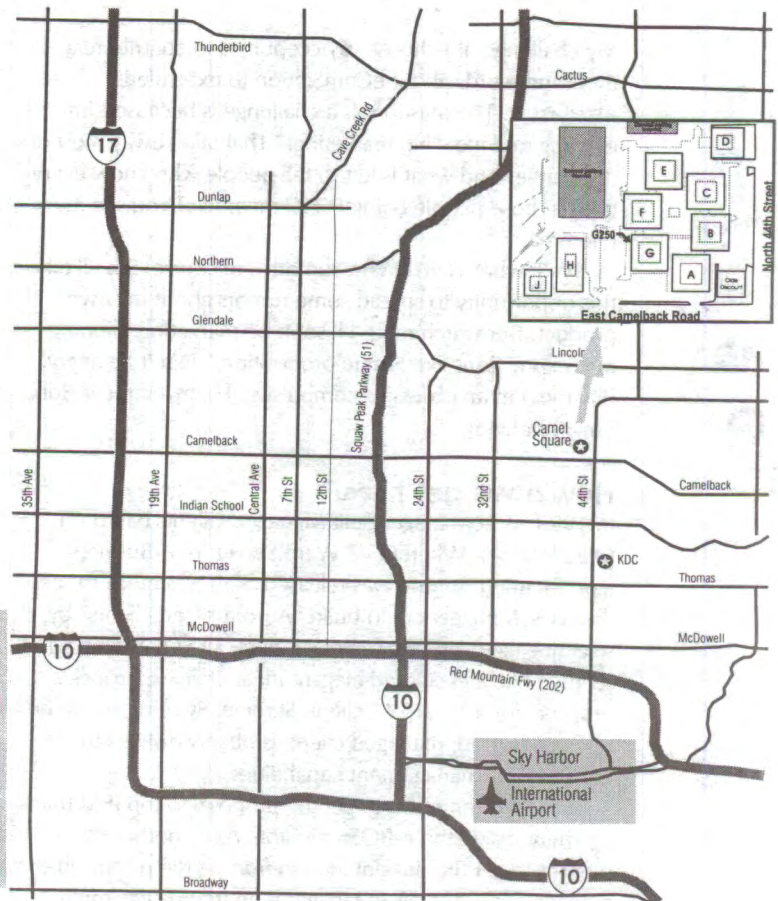 Thunderbird
Cactus
17
Cave Creek Rd
Dunlap
Northern
Glendale
Lincoln
D
E
C
F
B
G250
G
H
A
J
North 44th Street
East Camelback Road
Squaw Peak Parkway (51)
Camel
Square
Camelback
Camelback
35th Ave
19th Ave
Central Ave
7th St
12th St
24th St
32nd St
44th St
Indian School
KDC
Thomas
Thomas
McDowell
McDowell
10
Red Mountain Fwy (202)
10
Sky Harbor
International
Airport
10
Broadway